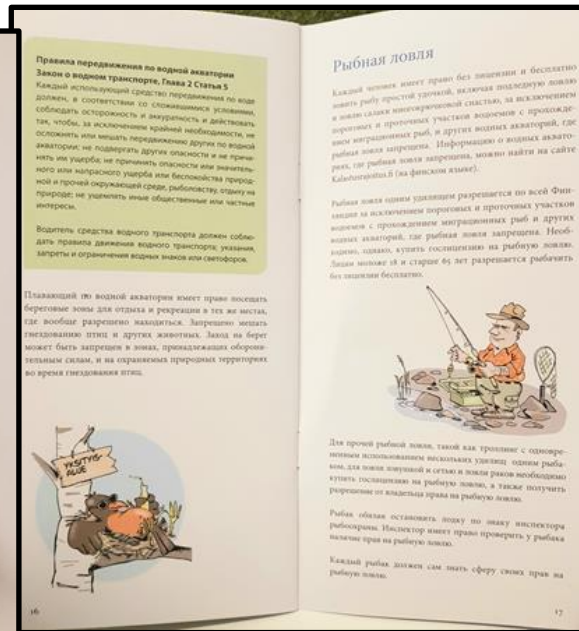 Правила передвижения по водной акватории
Закон о водном транспорте, Глава 2 Статья 5
Каждый использующий средство передвижения по воде
должен, в соответствии со сложившимися условиями,
соблюдать осторожность и аккуратность и действовать
так, чтобы, за исключением крайней необходимости, не
осложнять или мешать передвижению других по водной
акватории; не подвергать других опасности и не причи-
нять им ущерба; не причинять опасности или значитель-
ного или напрасного ущерба или беспокойства природ-
ной и прочей окружающей среде, рыболовству, отдыху на
природе; не ущемлять иные общественные или частные
интересы.
Водитель средства водного транспорта должен соблю-
дать правила движения водного транспорта; указания,
запреты и ограничения водных знаков или светофоров.
Плавающий по водной акватории имеет право посещать
береговые зоны для отдыха и рекреации в тех же местах,
где вообще разрешено находиться. Запрещено мешать
гнездованию птиц и других животных. Заход на берег
может быть запрещен в зонах, принадлежащих оборони-
тельным силам, и на охраняемых природных территориях
во время гнездования птиц.
YKSITYIS-
ALUE
16
Рыбная ловля
Каждый человек имеет право без лицензии и бесплатно
ловить рыбу простой удочкой, включая подледную ловлю
и ловлю салаки многокрючковой снастью, за исключением
пороговых и проточных участков водоемов с прохожде-
нием миграционных рыб, и других водных акваторий, где
рыбная ловля запрещена. Информацию о водных аквато-
риях, где рыбная ловля запрещена, можно найти на сайте
Kalastusrajoitus.fi (на финском языке).
Рыбная ловля одним удилищем разрешается по всей Фин-
ляндии за исключением пороговых и проточных участков
водоемов с прохождением миграционных рыб и других
водных акваторий, где рыбная ловля запрещена. Необ-
ходимо, однако, купить гослицензию на рыбную ловлю.
Лицам моложе 18 и старше 65 лет разрешается рыбачить
без лицензии бесплатно.
Для прочей рыбной ловли, такой как троллинг с одновре-
менным использованием нескольких удилищ одним рыба-
ком, для ловли ловушкой и сетью и ловли раков необходимо
купить гослицензию на рыбную ловлю, а также получить
разрешение от владельца права на рыбную ловлю.
Рыбак обязан остановить лодку по знаку инспектора
рыбоохраны. Инспектор имеет право проверить у рыбака
наличие прав на рыбную ловлю.
Каждый рыбак должен сам знать сферу своих прав на
рыбную ловлю.
17